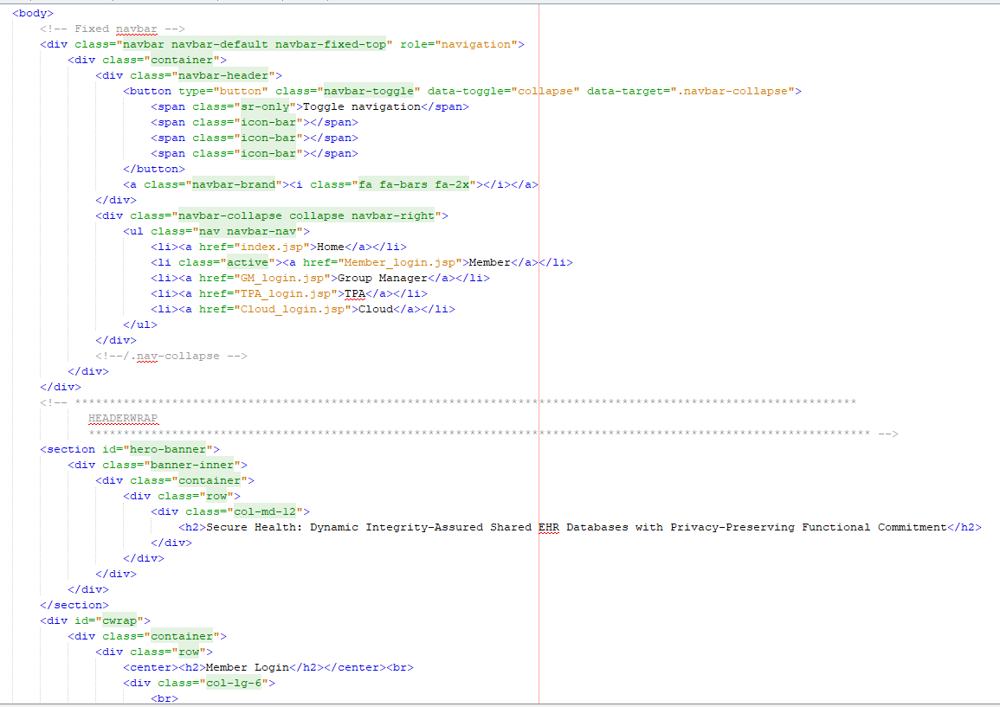 <body>
<!-- Fixed navbar -->
<div class="navbar navbar-default navbar-fixed-top" role="navigation">
<div class="container">
<div class="navbar-header">
<button type="button" class="navbar-toggle" data-toggle="collapse" data-target=".navbar-collapse">
<span class="sr-only">Toggle navigation</span>
<span class="icon-bar"></span>
<span class="icon-bar"></span>
<span class="icon-bar"></span>
</button>
<a class="navbar-brand"><i class="fa fa-bars fa-2x"></i></a>
</div>
<div class="navbar-collapse collapse navbar-right">
<ul class="nav navbar-nav">
<li><a href="index.jsp">Home</a></li>
<li class="active"><a href="Member_login.jsp">Member</a></li>
<li><a href="GM_login.jsp">Group Manager</a></li>
<li><a href="TPA_login.jsp">TPA</a></li>
<li><a href="Cloud_login.jsp">Cloud</a></li>
</ul>
</div>
<!--/.nav-collapse -->
</div>
</div>
<!-- *****************************************************************************************************************
HEADERWRAP
***************************************************************************************************************** -->
<section id="hero-banner">
<div class="banner-inner">
<div class="container">
<div class="row">
<div class="col-md-12">
<h2>Secure Health: Dynamic Integrity-Assured Shared EHR Databases with Privacy-Preserving Functional Commitment</h2>
</div>
</div>
</div>
</div>
</section>
<div id="cwrap">
<div class="container">
<div class="row">
<center><h2>Member Login</h2></center><br>
<div class="col-lg-6">
<br>